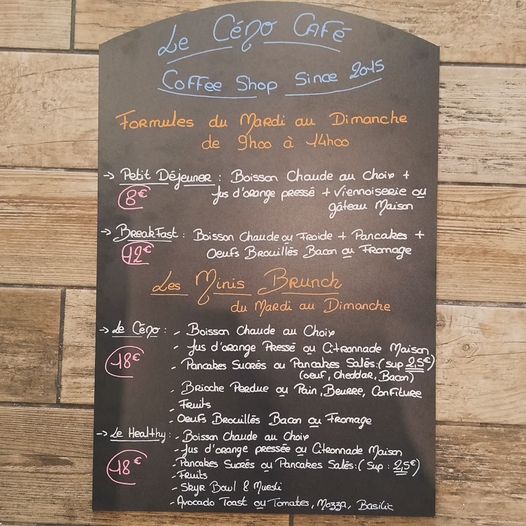 Le Céno Café
Coffee Shop Since 2015
Formules du Mardi au Dimanche
de 9h00 à 14h00
→ Petit Déjeuner : Boisson Chaude au Choix +
8€ Jus d'orange pressé + Viennoiserie ou
gâteau Maison
→ Breakfast : Boisson Chaude ou Froide + Pancakes +
12€ Oeufs Brouillés Bacon ou Fromage
Les Minis Brunch
du Mardi au Dimanche
→ Le Céno : - Boisson Chaude au Choix
18€ - Jus d'orange Pressé ou Citronnade Maison
- Pancakes Sucrés ou Pancakes Salés : (sup 2,5€)
(oeuf, Cheddar, Bacon)
- Brioche Perdue ou Pain, Beurre, Confiture
- Fruits
- Oeufs Brouillés Bacon ou Fromage
→ Le Healthy : - Boisson Chaude au Choix
18€ - Jus d'orange pressée ou Citronnade Maison
- Pancakes Sucrés ou Pancakes Salés : (Sup : 2,5€)
- Fruits
- Skyr Bowl & Muesli
- Avocado Toast ou Tomates, Mozza, Basilic